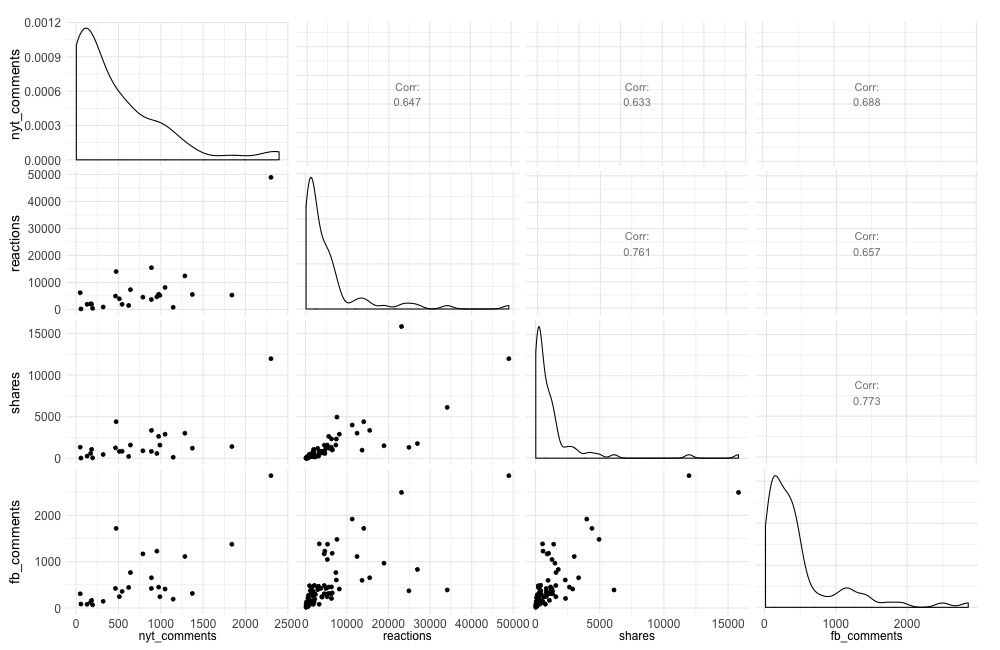 0.0012
0.0009
0.0006
0.0003
0.0000
nyt_comments
Corr:
0.647
Corr:
0.633
Corr:
0.688
50000
40000
30000
20000
10000
0
reactions
Corr:
0.761
Corr:
0.657
15000
10000
5000
0
shares
Corr:
0.773
2000
1000
0
fb_comments
0 500 1000 1500 2000 2500
0 10000 20000 30000 40000 50000
0 5000 10000 15000
0 1000 2000
nyt_comments reactions shares fb_comments